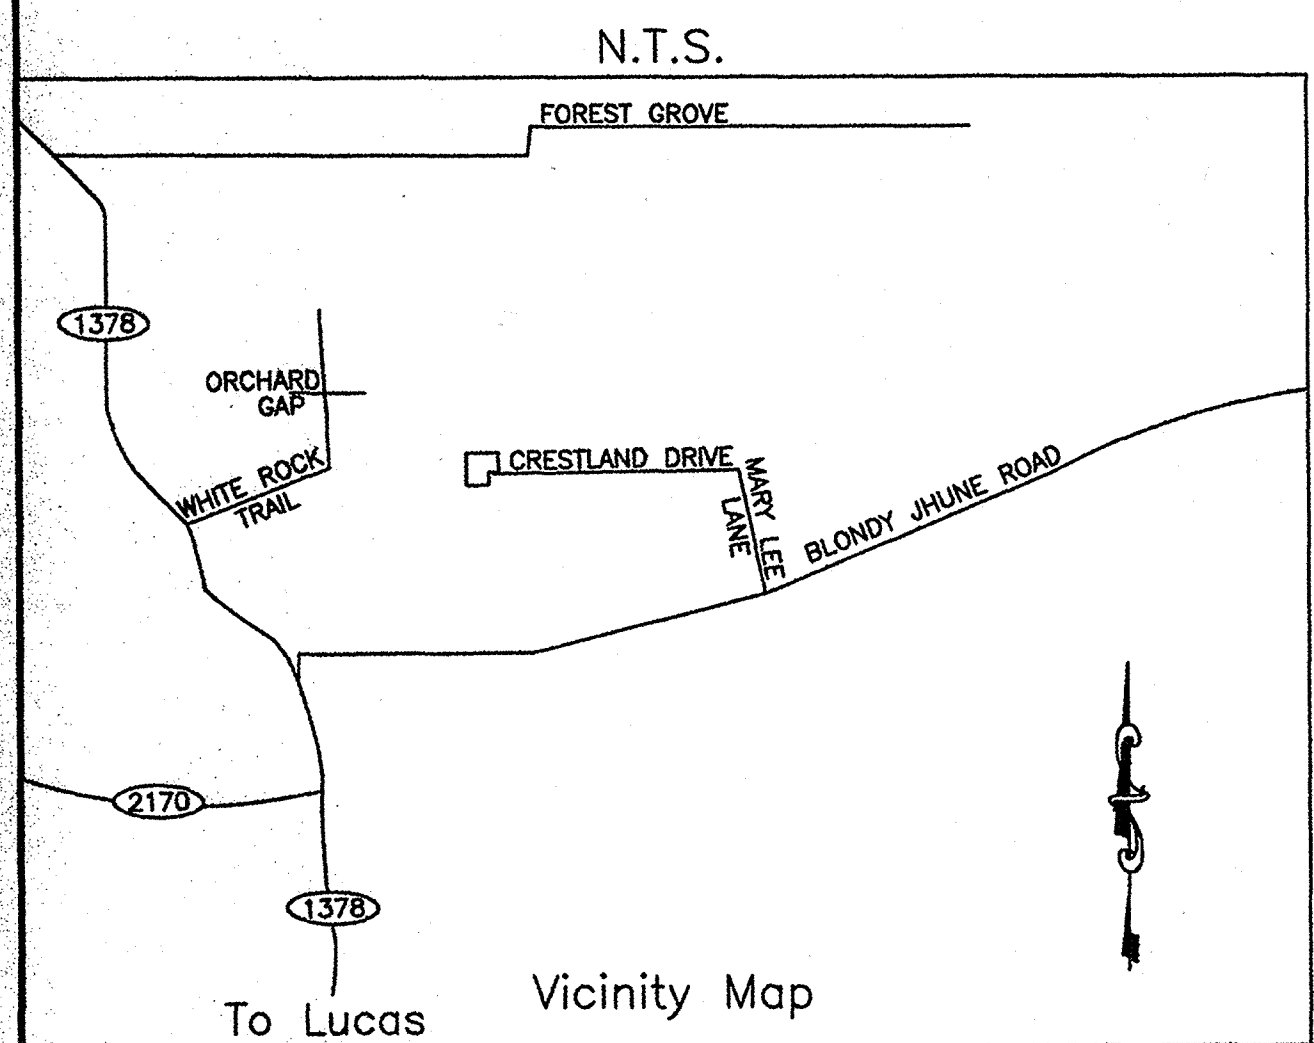 N.T.S.
FOREST GROVE
1378
ORCHARD
GAP
WHITE ROCK
TRAIL
CRESTLAND DRIVE
MARY LEE
LANE
BLONDY JHUNE ROAD
2170
1378
To Lucas
Vicinity Map